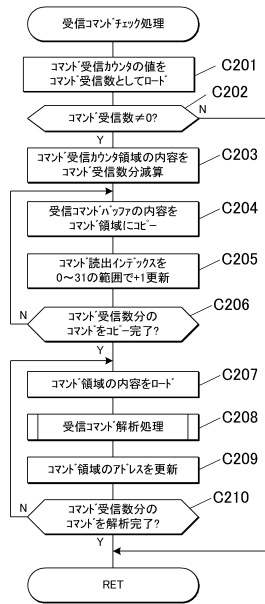 受信コマンドチェック処理
コマンド受信カウンタの値を
コマンド受信数としてロード
C201
C202
コマンド受信数≠0?
N
Y
コマンド受信カウンタ領域の内容を
コマンド受信数分減算
C203
受信コマンドバッファの内容を
コマンド領域にコピー
C204
コマンド読出インデックスを
0～31の範囲で+1更新
C205
C206
コマンド受信数分の
コマンドをコピー完了?
N
Y
コマンド領域の内容をロード
C207
受信コマンド解析処理
C208
コマンド領域のアドレスを更新
C209
C210
コマンド受信数分の
コマンドを解析完了?
N
Y
RET